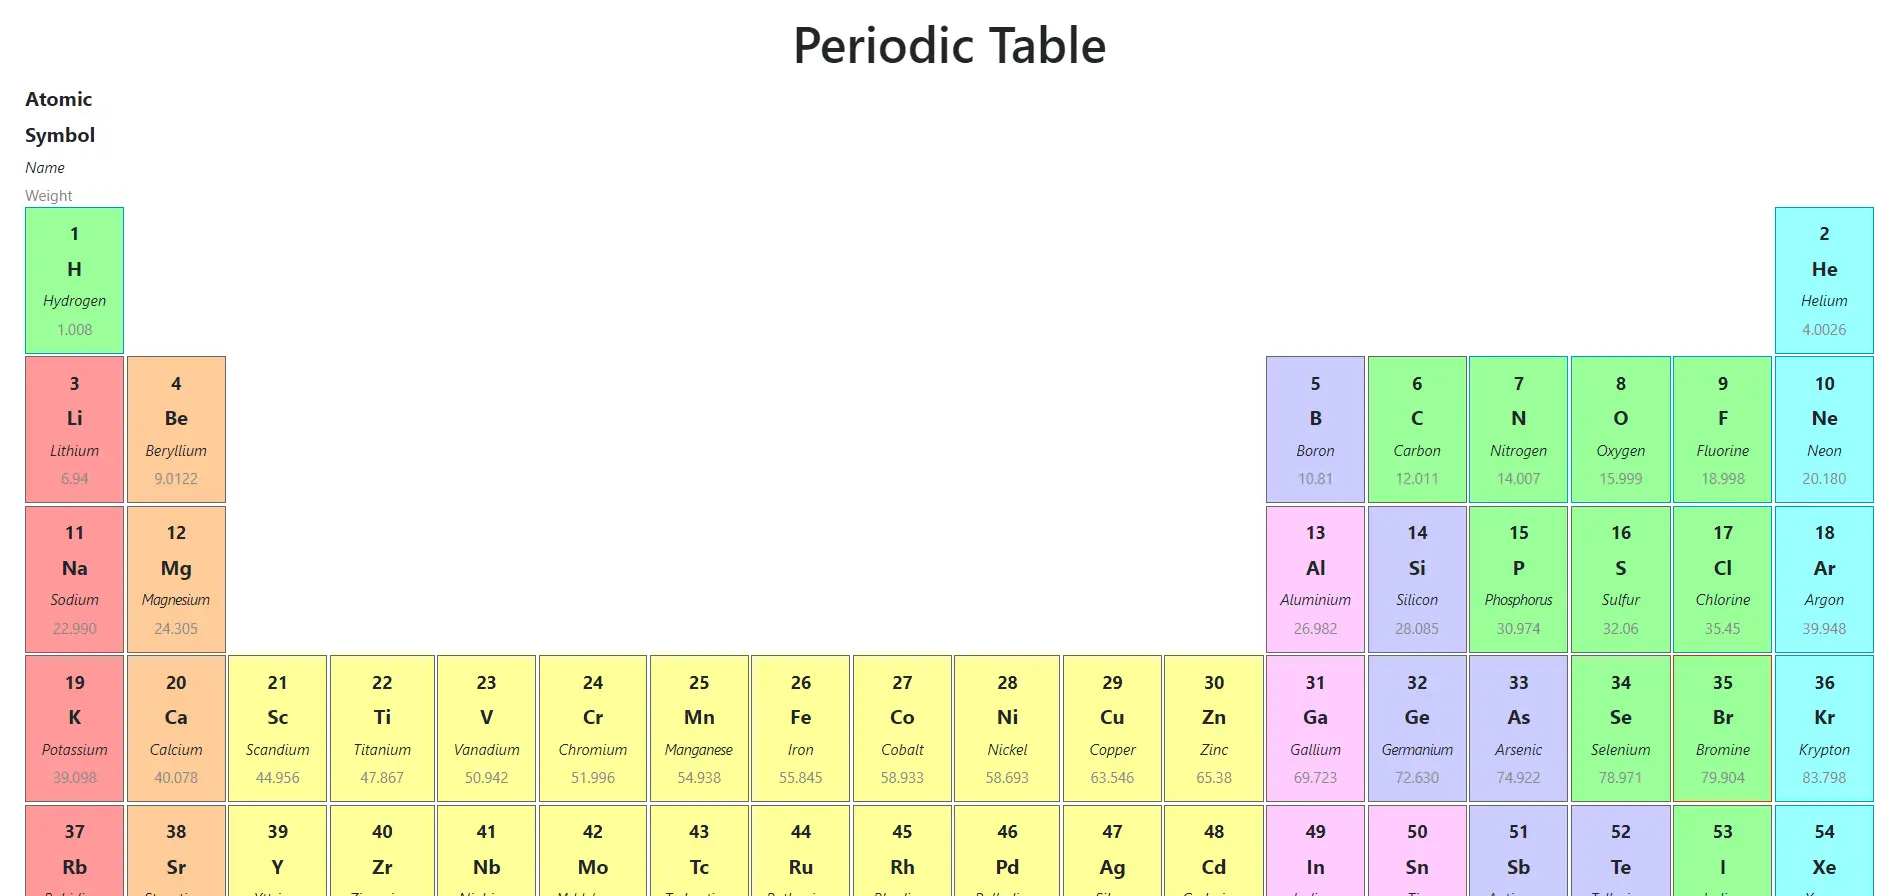 Periodic Table
Atomic
Symbol
Name
Weight
1 2
H He
Hydrogen Helium
1.008 4.0026
3 4 5 6 7 8 9 10
Li Be B C N O F Ne
Lithium Beryllium Boron Carbon Nitrogen Oxygen Fluorine Neon
6.94 9.0122 10.81 12.011 14.007 15.999 18.998 20.180
11 12 13 14 15 16 17 18
Na Mg Al Si P S Cl Ar
Sodium Magnesium Aluminium Silicon Phosphorus Sulfur Chlorine Argon
22.990 24.305 26.982 28.085 30.974 32.06 35.45 39.948
19 20 21 22 23 24 25 26 27 28 29 30 31 32 33 34 35 36
K Ca Sc Ti V Cr Mn Fe Co Ni Cu Zn Ga Ge As Se Br Kr
Potassium Calcium Scandium Titanium Vanadium Chromium Manganese Iron Cobalt Nickel Copper Zinc Gallium Germanium Arsenic Selenium Bromine Krypton
39.098 40.078 44.956 47.867 50.942 51.996 54.938 55.845 58.933 58.693 63.546 65.38 69.723 72.630 74.922 78.971 79.904 83.798
37 38 39 40 41 42 43 44 45 46 47 48 49 50 51 52 53 54
Rb Sr Y Zr Nb Mo Tc Ru Rh Pd Ag Cd In Sn Sb Te I Xe